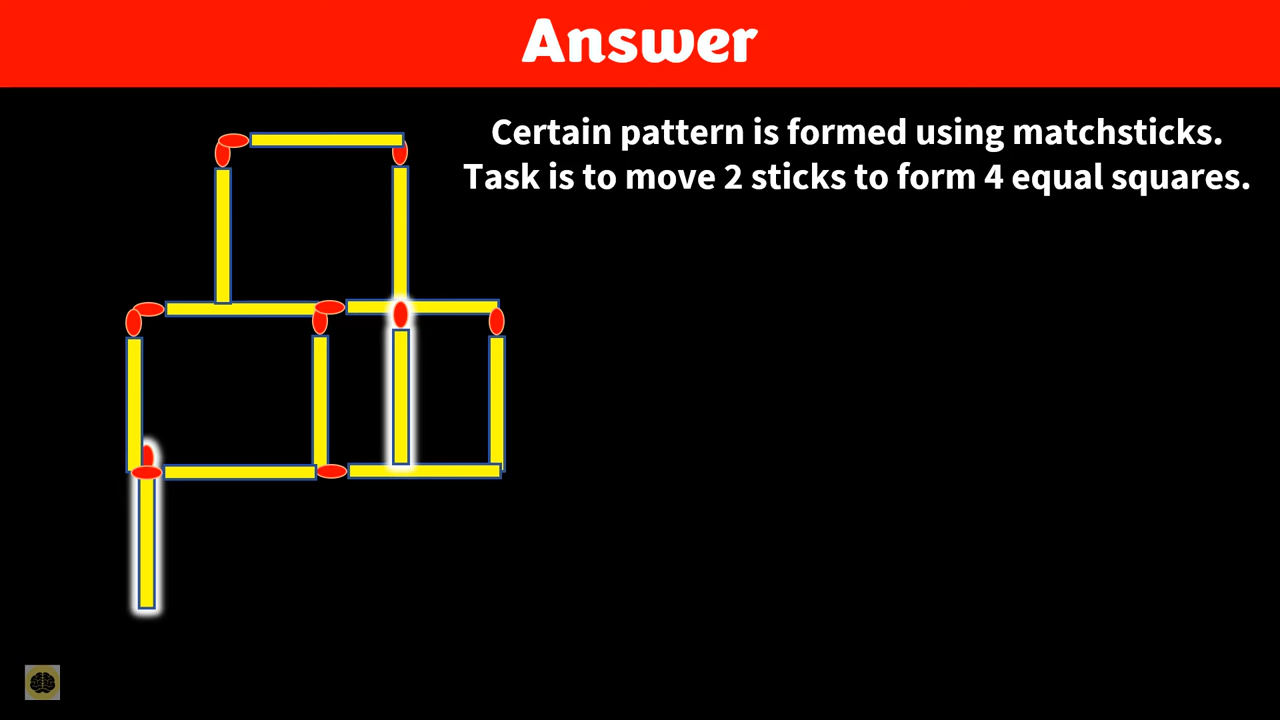 Answer
Certain pattern is formed using matchsticks.
Task is to move 2 sticks to form 4 equal squares.